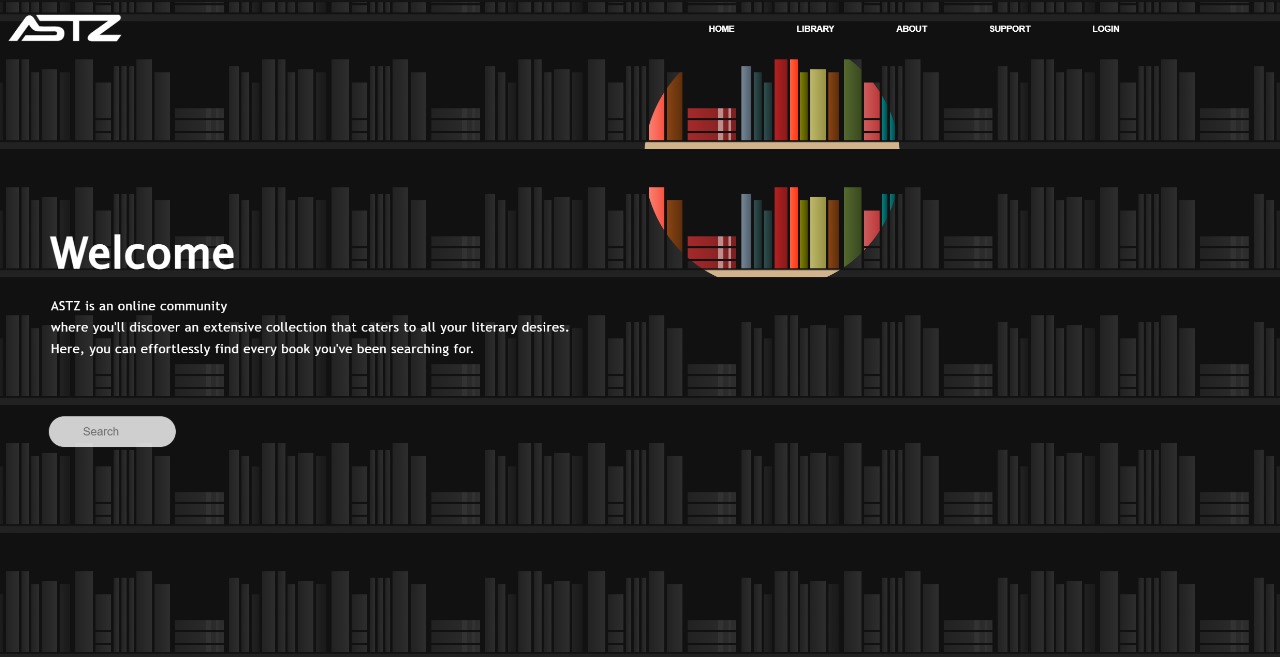 ASTZ
HOME
LIBRARY
ABOUT
SUPPORT
LOGIN
Welcome
ASTZ is an online community
where you'll discover an extensive collection that caters to all your literary desires.
Here, you can effortlessly find every book you've been searching for.
Search